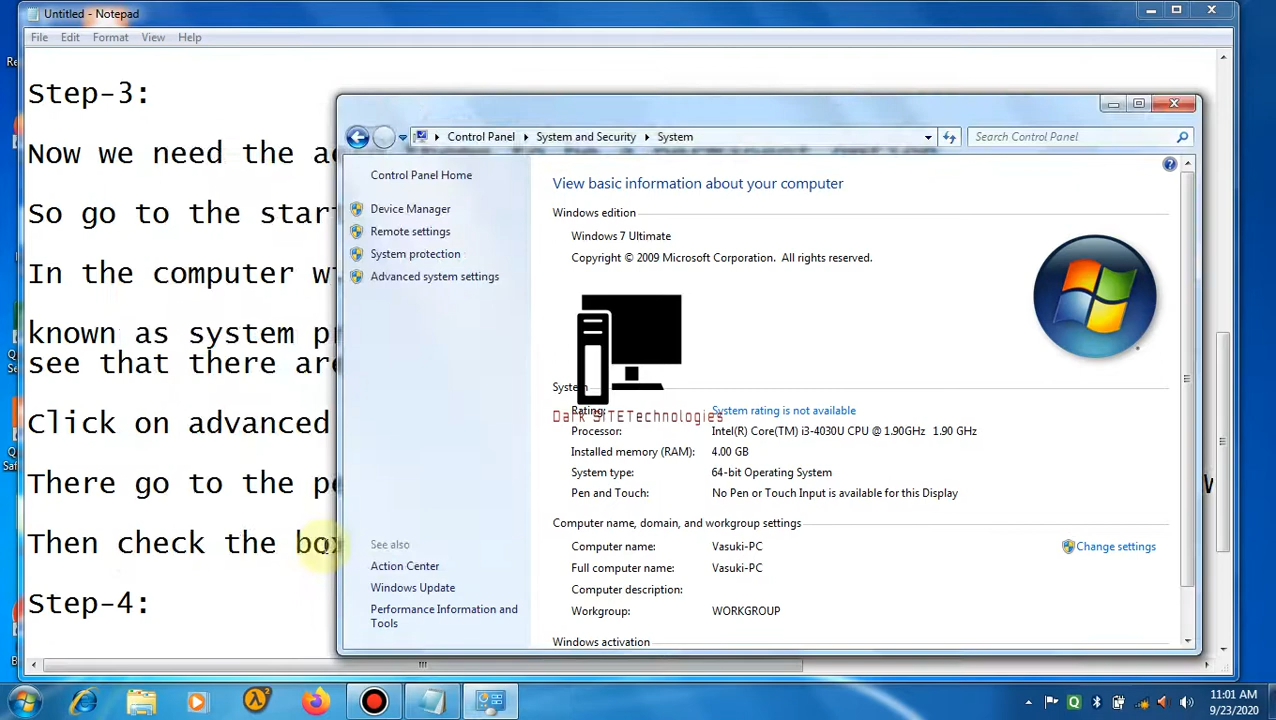 Untitled - Notepad
File Edit Format View Help
Step-3:
Now we need the
So go to the start
In the computer
known as system
see that there are
Click on advanced
There go to the
Then check the box
Step-4:
Control Panel System and Security System
Search Control Panel
Control Panel Home
Device Manager
Remote settings
System protection
Advanced system settings
See also
Action Center
Windows Update
Performance Information and
Tools
View basic information about your computer
Windows edition
Windows 7 Ultimate
Copyright © 2009 Microsoft Corporation. All rights reserved.
System
Dark SITETechnologies
Rating: System rating is not available
Processor: Intel(R) Core(TM) i3-4030U CPU @ 1.90GHz 1.90 GHz
Installed memory (RAM): 4.00 GB
System type: 64-bit Operating System
Pen and Touch: No Pen or Touch Input is available for this Display
Computer name, domain, and workgroup settings
Computer name: Vasuki-PC
Change settings
Full computer name: Vasuki-PC
Computer description:
Workgroup: WORKGROUP
Windows activation
11:01 AM
9/23/2020